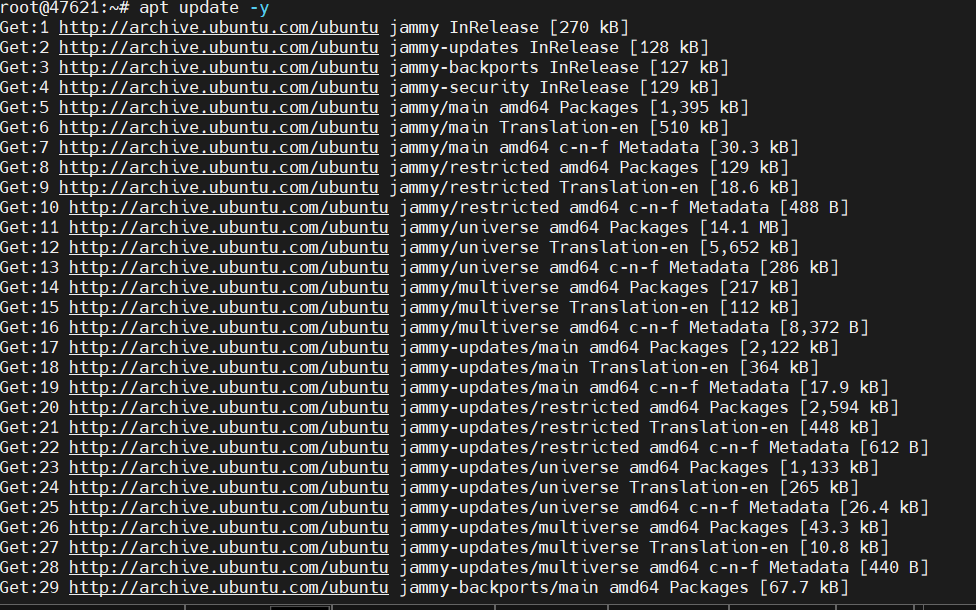 root@47621:~# apt update -y
Get:1 http://archive.ubuntu.com/ubuntu jammy InRelease [270 kB]
Get:2 http://archive.ubuntu.com/ubuntu jammy-updates InRelease [128 kB]
Get:3 http://archive.ubuntu.com/ubuntu jammy-backports InRelease [127 kB]
Get:4 http://archive.ubuntu.com/ubuntu jammy-security InRelease [129 kB]
Get:5 http://archive.ubuntu.com/ubuntu jammy/main amd64 Packages [1,395 kB]
Get:6 http://archive.ubuntu.com/ubuntu jammy/main Translation-en [510 kB]
Get:7 http://archive.ubuntu.com/ubuntu jammy/main amd64 c-n-f Metadata [30.3 kB]
Get:8 http://archive.ubuntu.com/ubuntu jammy/restricted amd64 Packages [129 kB]
Get:9 http://archive.ubuntu.com/ubuntu jammy/restricted Translation-en [18.6 kB]
Get:10 http://archive.ubuntu.com/ubuntu jammy/restricted amd64 c-n-f Metadata [488 B]
Get:11 http://archive.ubuntu.com/ubuntu jammy/universe amd64 Packages [14.1 MB]
Get:12 http://archive.ubuntu.com/ubuntu jammy/universe Translation-en [5,652 kB]
Get:13 http://archive.ubuntu.com/ubuntu jammy/universe amd64 c-n-f Metadata [286 kB]
Get:14 http://archive.ubuntu.com/ubuntu jammy/multiverse amd64 Packages [217 kB]
Get:15 http://archive.ubuntu.com/ubuntu jammy/multiverse Translation-en [112 kB]
Get:16 http://archive.ubuntu.com/ubuntu jammy/multiverse amd64 c-n-f Metadata [8,372 B]
Get:17 http://archive.ubuntu.com/ubuntu jammy-updates/main amd64 Packages [2,122 kB]
Get:18 http://archive.ubuntu.com/ubuntu jammy-updates/main Translation-en [364 kB]
Get:19 http://archive.ubuntu.com/ubuntu jammy-updates/main amd64 c-n-f Metadata [17.9 kB]
Get:20 http://archive.ubuntu.com/ubuntu jammy-updates/restricted amd64 Packages [2,594 kB]
Get:21 http://archive.ubuntu.com/ubuntu jammy-updates/restricted Translation-en [448 kB]
Get:22 http://archive.ubuntu.com/ubuntu jammy-updates/restricted amd64 c-n-f Metadata [612 B]
Get:23 http://archive.ubuntu.com/ubuntu jammy-updates/universe amd64 Packages [1,133 kB]
Get:24 http://archive.ubuntu.com/ubuntu jammy-updates/universe Translation-en [265 kB]
Get:25 http://archive.ubuntu.com/ubuntu jammy-updates/universe amd64 c-n-f Metadata [26.4 kB]
Get:26 http://archive.ubuntu.com/ubuntu jammy-updates/multiverse amd64 Packages [43.3 kB]
Get:27 http://archive.ubuntu.com/ubuntu jammy-updates/multiverse Translation-en [10.8 kB]
Get:28 http://archive.ubuntu.com/ubuntu jammy-updates/multiverse amd64 c-n-f Metadata [440 B]
Get:29 http://archive.ubuntu.com/ubuntu jammy-backports/main amd64 Packages [67.7 kB]